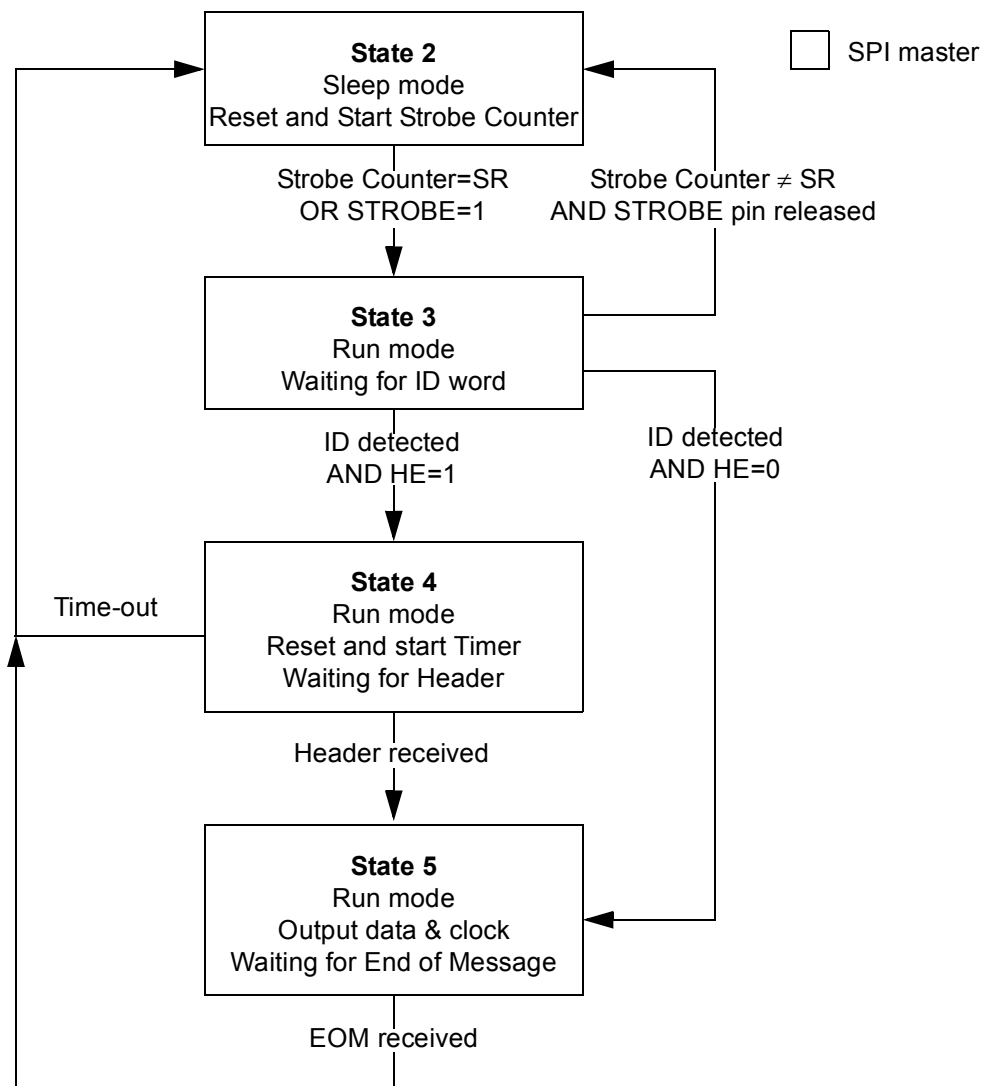 State 2
Sleep mode
Reset and Start Strobe Counter
SPI master
Strobe Counter=SR
OR STROBE=1
Strobe Counter ≠ SR
AND STROBE pin released
State 3
Run mode
Waiting for ID word
ID detected
AND HE=1
ID detected
AND HE=0
State 4
Run mode
Reset and start Timer
Waiting for Header
Time-out
Header received
State 5
Run mode
Output data & clock
Waiting for End of Message
EOM received